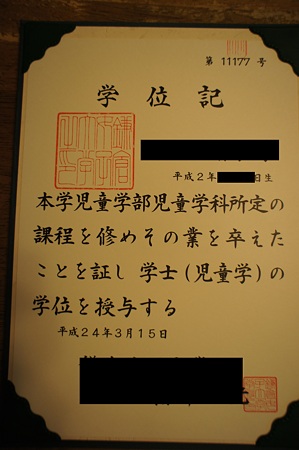 第 11177 号
学位記
平成2年
日生
本学児童学部児童学科所定の
課程を修めその業を卒えた
ことを証し 学士(児童学)の
学位を授与する
平成24年3月15日